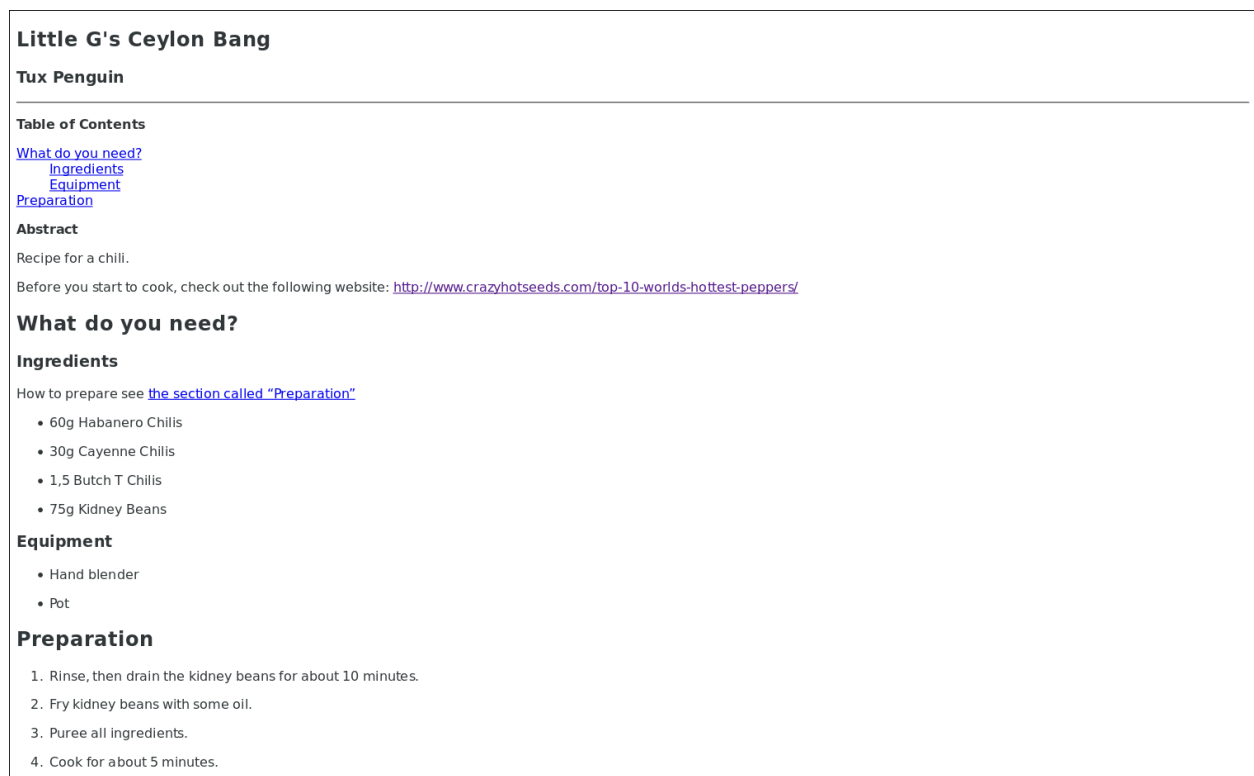 Little G's Ceylon Bang
Tux Penguin
Table of Contents
What do you need?
Ingredients
Equipment
Preparation
Abstract
Recipe for a chili.
Before you start to cook, check out the following website: http://www.crazyhotseeds.com/top-10-worlds-hottest-peppers/
What do you need?
Ingredients
How to prepare see the section called “Preparation”
• 60g Habanero Chilis
• 30g Cayenne Chilis
• 1,5 Butch T Chilis
• 75g Kidney Beans
Equipment
• Hand blender
• Pot
Preparation
1. Rinse, then drain the kidney beans for about 10 minutes.
2. Fry kidney beans with some oil.
3. Puree all ingredients.
4. Cook for about 5 minutes.